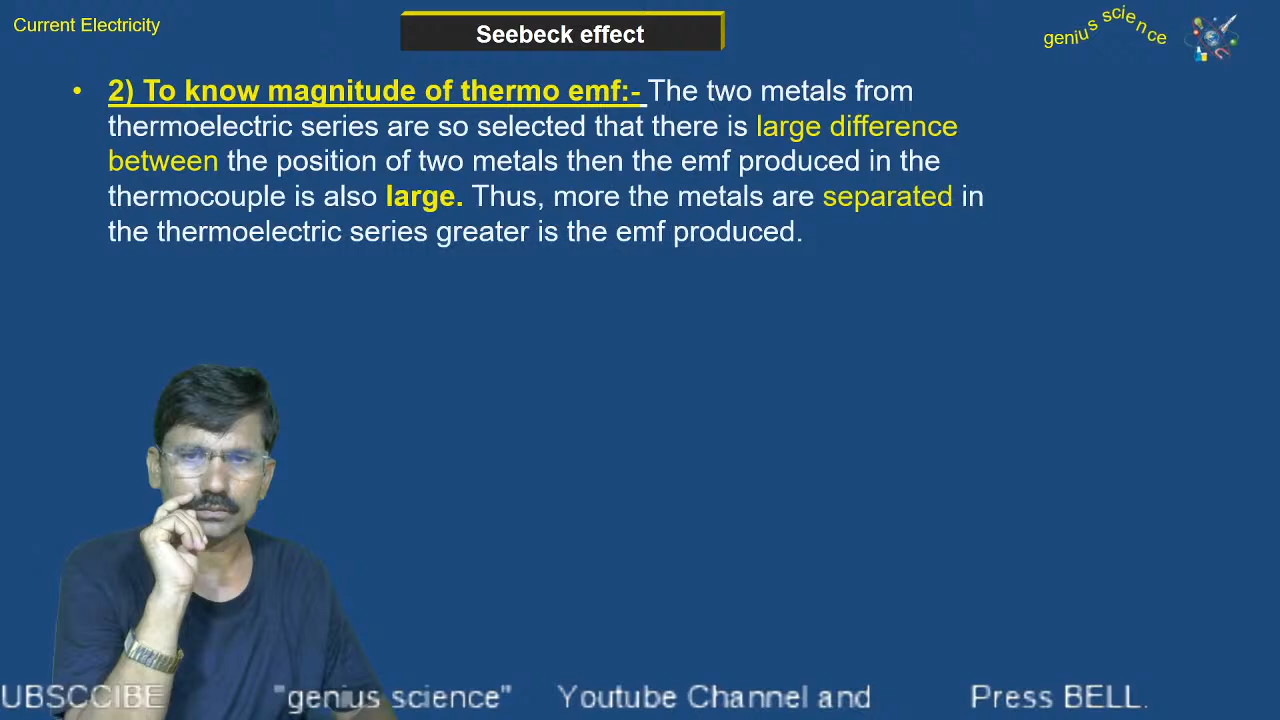 Current Electricity
Seebeck effect
genius science
• 2) To know magnitude of thermo emf:- The two metals from
thermoelectric series are so selected that there is large difference
between the position of two metals then the emf produced in the
thermocouple is also large. Thus, more the metals are separated in
the thermoelectric series greater is the emf produced.
UBSCCIBE "genius science" Youtube Channel and Press BELL.